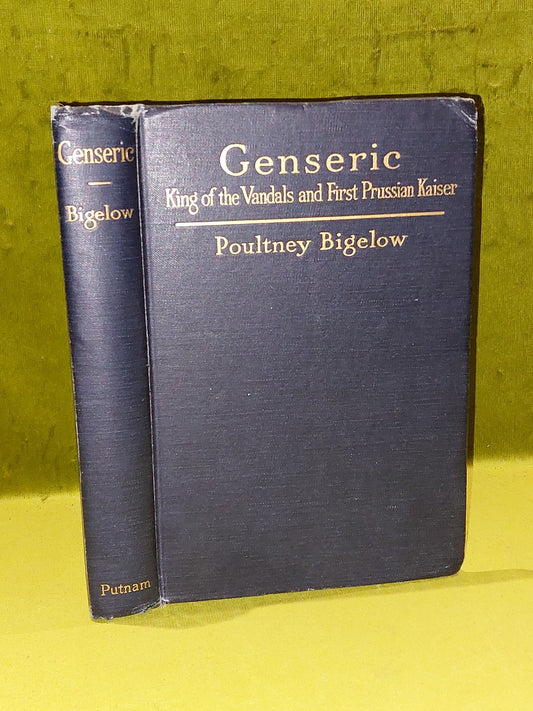 Genseric
Bigelow
Putnam
Genseric
King of the Vandals and First Prussian Kaiser
Poultney Bigelow